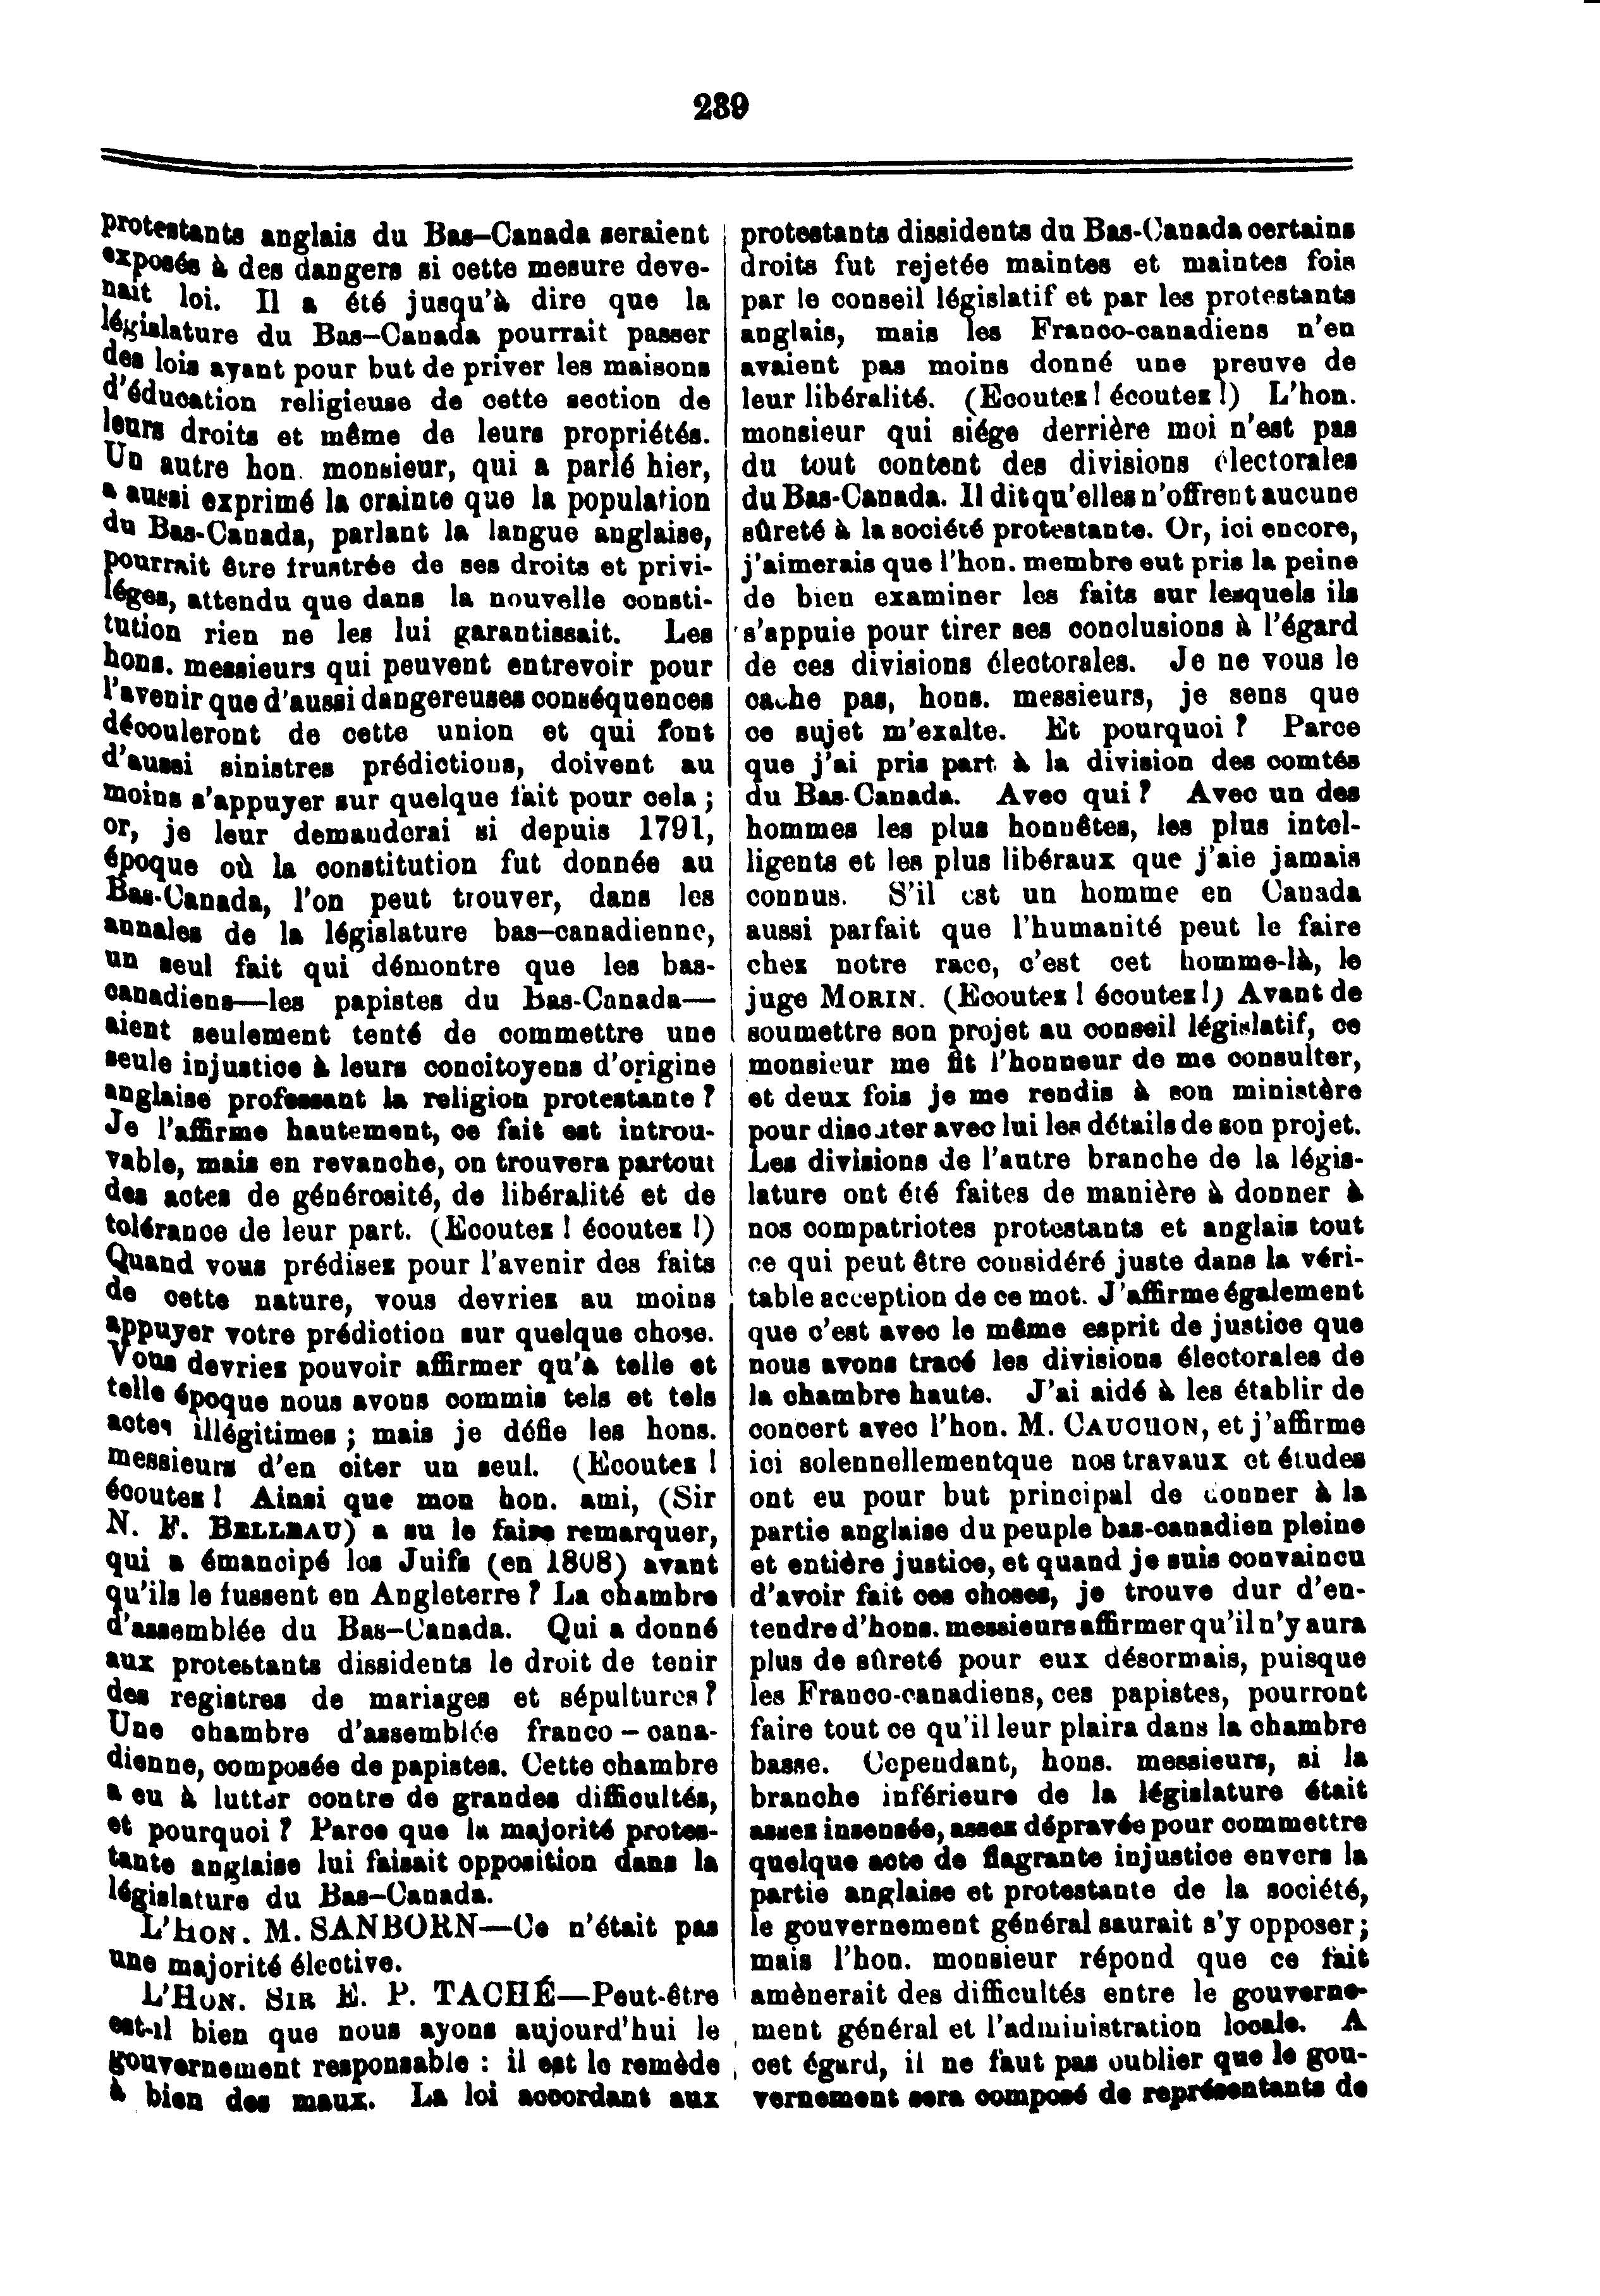 239
protestants anglais du Bas-Canada seraient
exposés à des dangers si cette mesure deve-
nait loi. Il a été jusqu'à dire que la
législature du Bas-Canada pourrait passer
des lois ayant pour but de priver les maisons
d'éducation religieuse de cette section de
leurs droits et même de leurs propriétés.
Un autre hon. monsieur, qui a parlé hier,
a aussi exprimé la crainte que la population
du Bas-Canada, parlant la langue anglaise,
pourrait être frustrée de ses droits et privi-
léges, attendu que dans la nouvelle consti-
tution rien ne les lui garantissait. Les
hons. messieurs qui peuvent entrevoir pour
l'avenir que d'aussi dangereuses conséquences
découleront de cette union et qui font
d'aussi sinistres prédictions, doivent au
moins s'appuyer sur quelque fait pour cela ;
or, je leur demanderai si depuis 1791,
époque où la constitution fut donnée au
Bas-Canada, l'on peut trouver, dans les
annales de la législature bas-canadienne,
un seul fait qui démontre que les bas-
canadiens—les papistes du Bas-Canada—
aient seulement tenté de commettre une
seule injustice à leurs concitoyens d'origine
anglaise professant la religion protestante ?
Je l'affirme hautement, ce fait est introu-
vable, mais en revanche, on trouvera partout
des actes de générosité, de libéralité et de
tolérance de leur part. (Ecoutez ! écoutez !)
Quand vous prédisez pour l'avenir des faits
de cette nature, vous devriez au moins
appuyer votre prédiction sur quelque chose.
Vous devriez pouvoir affirmer qu'à telle et
telle époque nous avons commis tels et tels
actes illégitimes ; mais je défie les hons.
messieurs d'en citer un seul. (Ecoutez !
écoutez ! Ainsi que mon hon. ami, (Sir
N. F. BELLEAU) a su le faire remarquer,
qui a émancipé les Juifs (en 1808) avant
qu'ils le fussent en Angleterre ? La chambre
d'assemblée du Bas-Canada. Qui a donné
aux protestants dissidents le droit de tenir
des registres de mariages et sépultures ?
Une chambre d'assemblée franco-cana-
dienne, composée de papistes. Cette chambre
a eu à lutter contre de grandes difficultés,
et pourquoi ? Parce que la majorité protes-
tante anglaise lui faisait opposition dans la
législature du Bas-Canada.
L'HON. M. SANBORN—Ce n'était pas
une majorité élective.
L'HON. SIR E. P. TACHÉ—Peut-être
est-il bien que nous ayons aujourd'hui le
gouvernement responsable : il est le remède
à bien des maux. La loi accordant aux
protestants dissidents du Bas-Canada certains
droits fut rejetée maintes et maintes fois
par le conseil législatif et par les protestants
anglais, mais les Franco-canadiens n'en
avaient pas moins donné une preuve de
leur libéralité. (Ecoutez ! écoutez !) L'hon.
monsieur qui siége derrière moi n'est pas
du tout content des divisions électorales
du Bas-Canada. Il dit qu'elles n'offrent aucune
sûreté à la société protestante. Or, ici encore,
j'aimerais que l'hon. membre eut pris la peine
de bien examiner les faits sur lesquels ils
s'appuie pour tirer ses conclusions à l'égard
de ces divisions électorales. Je ne vous le
cache pas, hons. messieurs, je sens que
ce sujet m'exalte. Et pourquoi ? Parce
que j'ai pris part à la division des comtés
du Bas-Canada. Avec qui ? Avec un des
hommes les plus honnêtes, les plus intel-
ligents et les plus libéraux que j'aie jamais
connus. S'il est un homme en Canada
aussi parfait que l'humanité peut le faire
chez notre race, c'est cet homme-là, le
juge MORIN. (Ecoutez ! écoutez !) Avant de
soumettre son projet au conseil législatif, ce
monsieur me fit l'honneur de me consulter,
et deux fois je me rendis à son ministère
pour discuter avec lui les détails de son projet.
Les divisions de l'autre branche de la légis-
lature ont été faites de manière à donner à
nos compatriotes protestants et anglais tout
ce qui peut être considéré juste dans la véri-
table acception de ce mot. J'affirme également
que c'est avec le même esprit de justice que
nous avons tracé les divisions électorales de
la chambre haute. J'ai aidé à les établir de
concert avec l'hon. M. CAUCHON, et j'affirme
ici solennellementque nos travaux et études
ont eu pour but principal de donner à la
partie anglaise du peuple bas-canadien pleine
et entière justice, et quand je suis convaincu
d'avoir fait ces choses, je trouve dur d'en-
tendre d'hons. messieurs affirmer qu'il n'y aura
plus de sûreté pour eux désormais, puisque
les Franco-canadiens, ces papistes, pourront
faire tout ce qu'il leur plaira dans la chambre
basse. Cependant, hons. messieurs, si la
branche inférieure de la législature était
assez insensée, assez dépravée pour commettre
quelque acte de flagrante injustice envers la
partie anglaise et protestante de la société,
le gouvernement général saurait s'y opposer ;
mais l'hon. monsieur répond que ce fait
amènerait des difficultés entre le gouverne-
ment général et l'administration locale. A
cet égard, il ne faut pas oublier que le gou-
vernement sera composé de représentants de